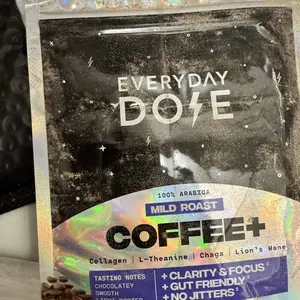 EVERYDAY
DOSE
100% ARABICA
MILD ROAST
COFFEE+
Collagen | L-Theanine | Chaga | Lion's Mane
TASTING NOTES
CHOCOLATEY
SMOOTH
+ CLARITY & FOCUS
+ GUT FRIENDLY
+ NO JITTERS